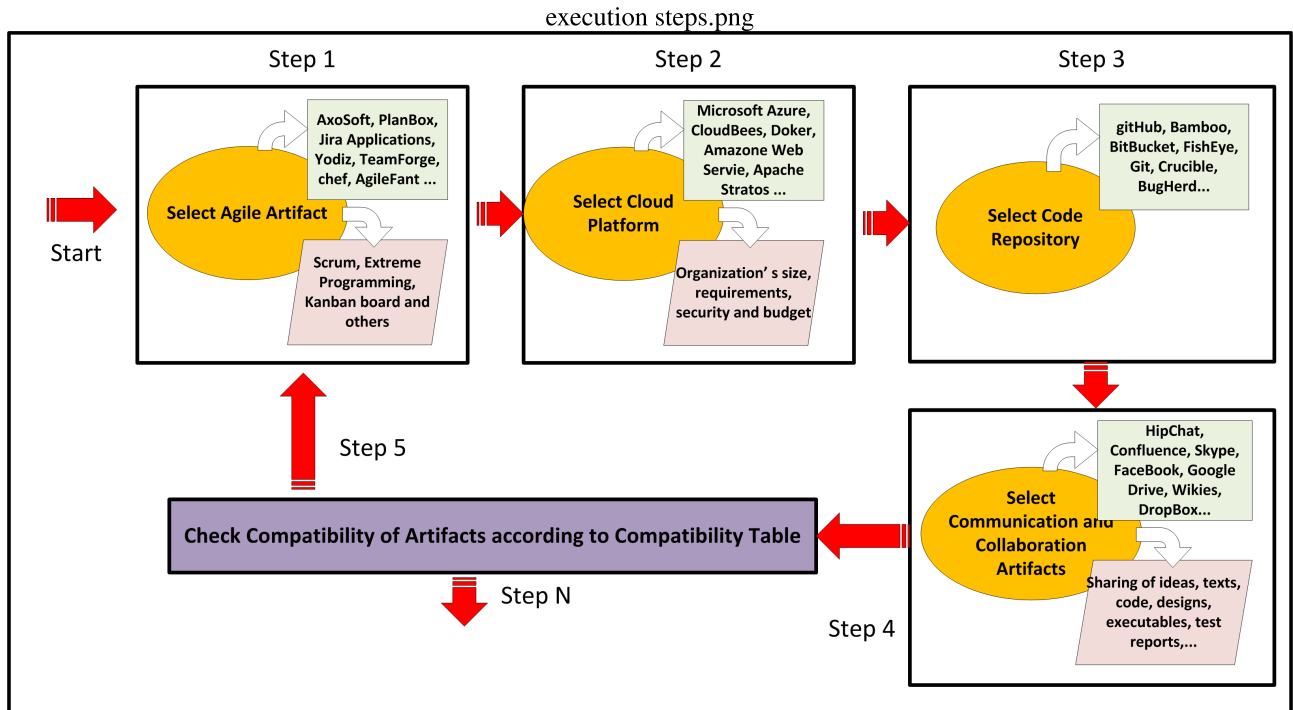 execution steps.png
Step 1
Step 2
Step 3
AxoSoft, PlanBox,
Jira Applications,
Yodiz, TeamForge,
chef, AgileFant ...
Select Agile Artifact
Scrum, Extreme
Programming,
Kanban board and
others
Start
Microsoft Azure,
CloudBees, Doker,
Amazone Web
Servie, Apache
Stratos ...
Select Cloud
Platform
Organization' s size,
requirements,
security and budget
gitHub, Bamboo,
BitBucket, FishEye,
Git, Crucible,
BugHerd...
Select Code
Repository
HipChat,
Confluence, Skype,
FaceBook, Google
Drive, Wikies,
DropBox...
Select
Communication and
Collaboration
Artifacts
Sharing of ideas, texts,
code, designs,
executables, test
reports,...
Step 4
Check Compatibility of Artifacts according to Compatibility Table
Step 5
Step N